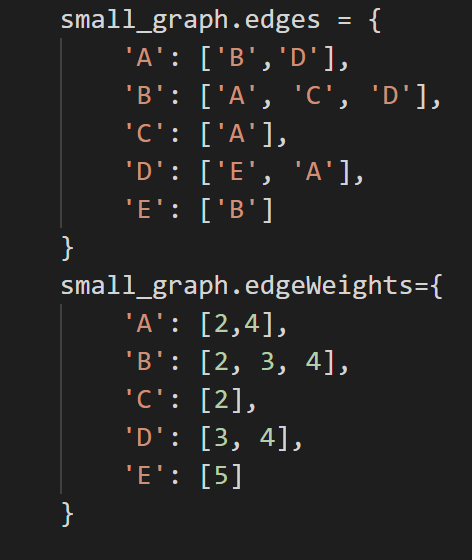 small_graph.edges = {
    'A': ['B','D'],
    'B': ['A', 'C', 'D'],
    'C': ['A'],
    'D': ['E', 'A'],
    'E': ['B']
}
small_graph.edgeWeights={
    'A': [2,4],
    'B': [2, 3, 4],
    'C': [2],
    'D': [3, 4],
    'E': [5]
}